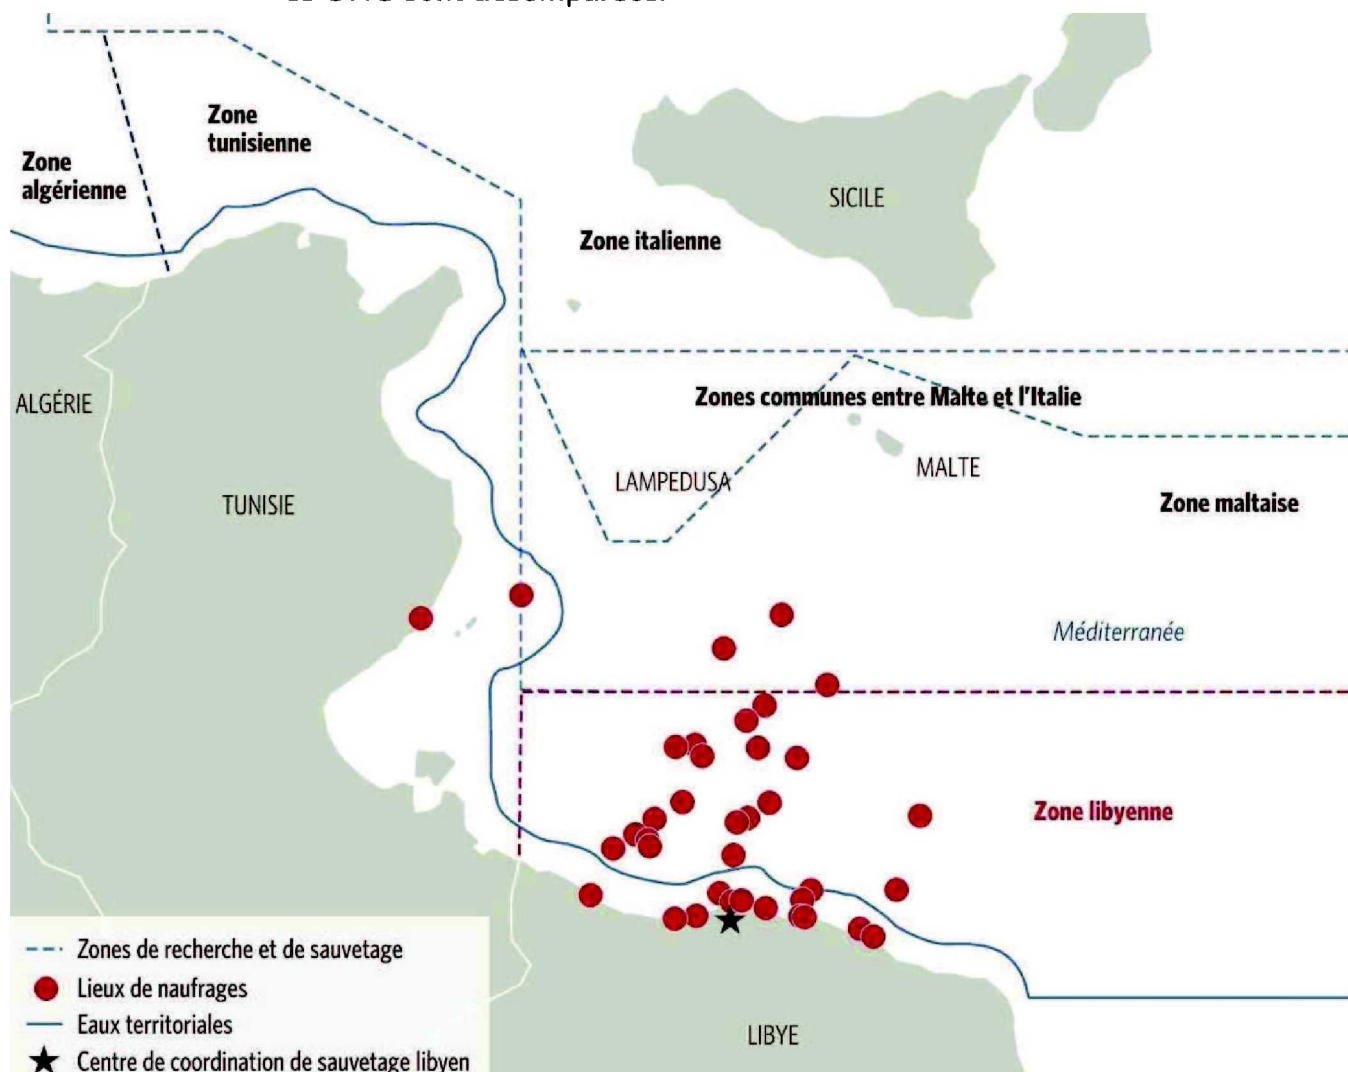 Zone
tunisienne
Zone
algérienne
SICILE
Zone italienne
Zones communes entre Malte et l'Italie
ALGÉRIE
LAMPEDUSA
MALTE
TUNISIE
Zone maltaise
Méditerranée
Zone libyenne
Zones de recherche et de sauvetage
Lieux de naufrages
Eaux territoriales
Centre de coordination de sauvetage libyen
LIBYE